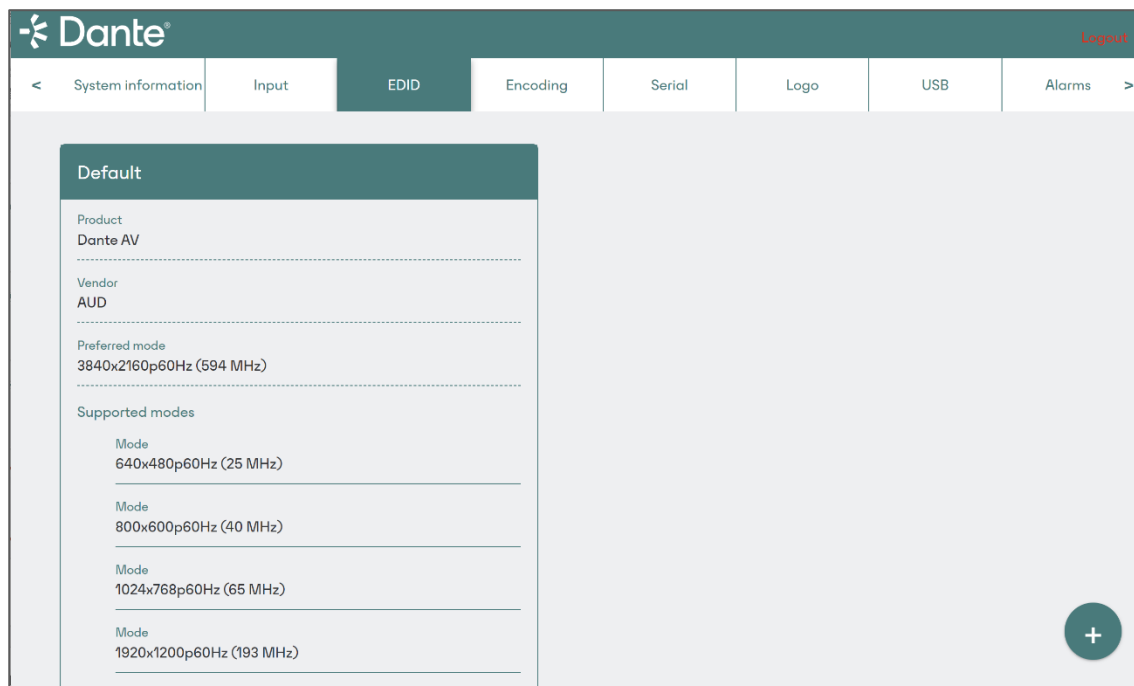 Dante®
Logout
< System information Input EDID Encoding Serial Logo USB Alarms >
Default
Product
Dante AV
Vendor
AUD
Preferred mode
3840x2160p60Hz (594 MHz)
Supported modes
Mode
640x480p60Hz (25 MHz)
Mode
800x600p60Hz (40 MHz)
Mode
1024x768p60Hz (65 MHz)
Mode
1920x1200p60Hz (193 MHz)
+